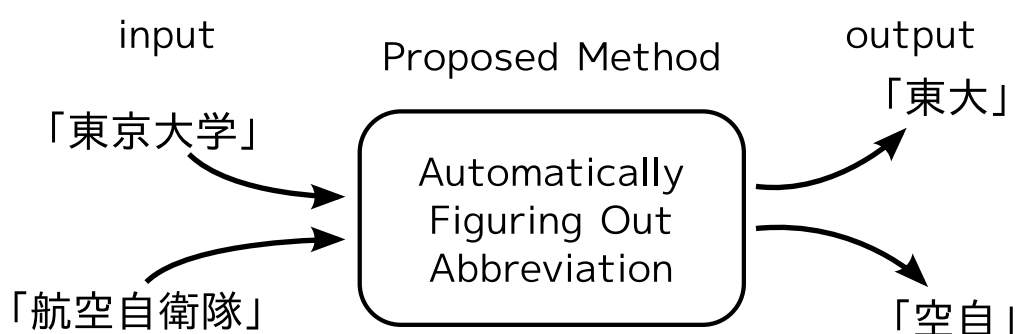 input
Proposed Method
output
「東京大学」
「航空自衛隊」
Automatically
Figuring Out
Abbreviation
「東大」
「空自」